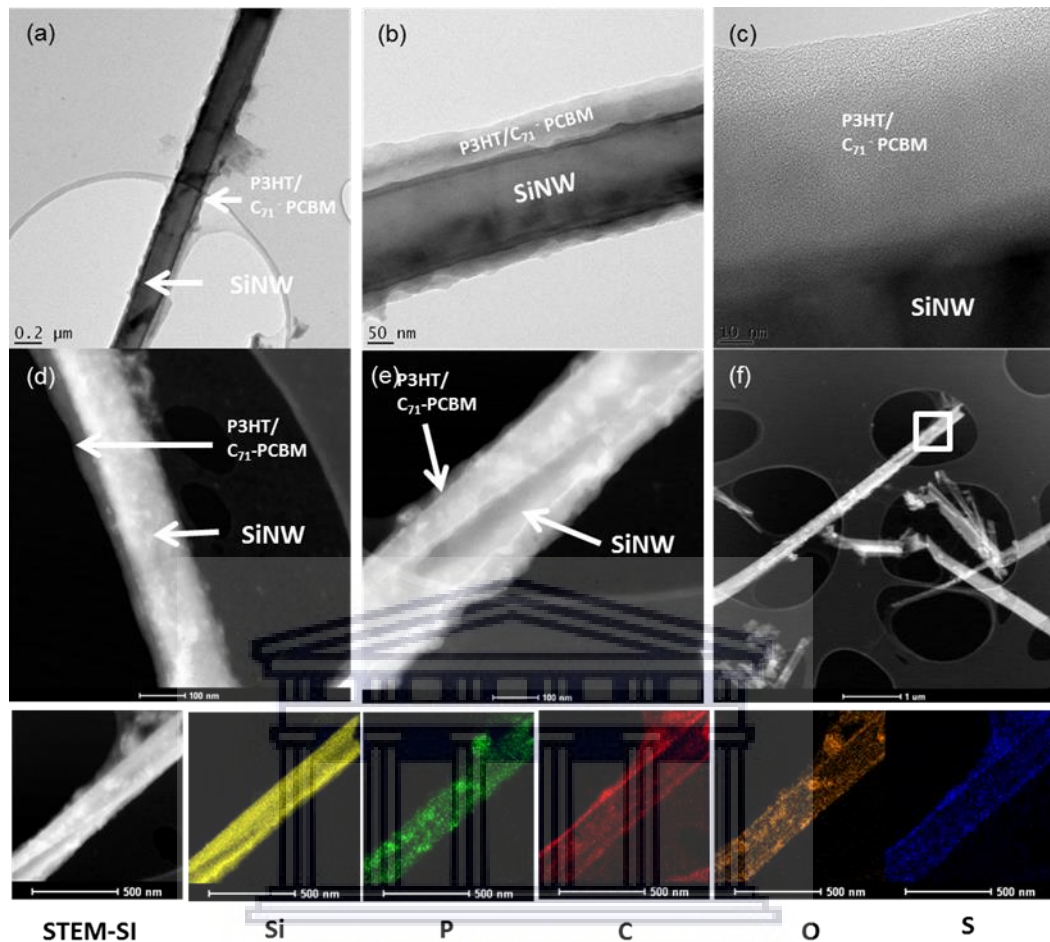 (a)
P3HT/
C₇₁- PCBM
SiNW
0.2 µm
(b)
P3HT/C₇₁- PCBM
SiNW
50 nm
(c)
P3HT/
C₇₁- PCBM
SiNW
10 nm
(d)
P3HT/
C₇₁-PCBM
SiNW
100 nm
(e)
P3HT/
C₇₁-PCBM
SiNW
100 nm
(f)
1 um
500 nm
500 nm
500 nm
500 nm
500 nm
500 nm
STEM-SI Si P C O S